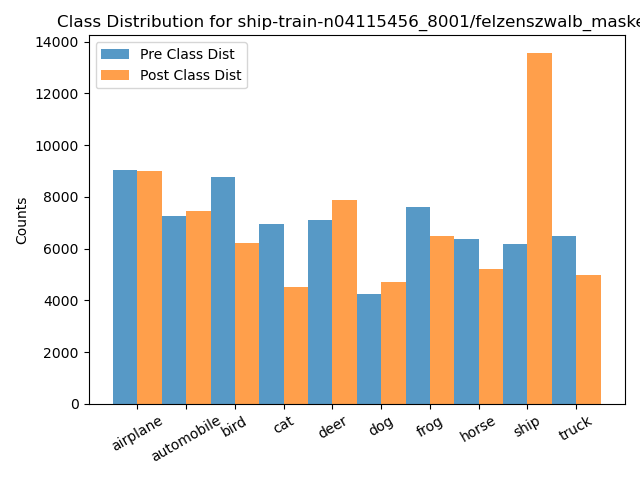 Class Distribution for ship-train-n04115456_8001/felzenszwalb_maske
14000
12000
10000
8000
6000
4000
2000
0
Counts
Pre Class Dist
Post Class Dist
airplane
automobile
bird
cat
deer
dog
frog
horse
ship
truck